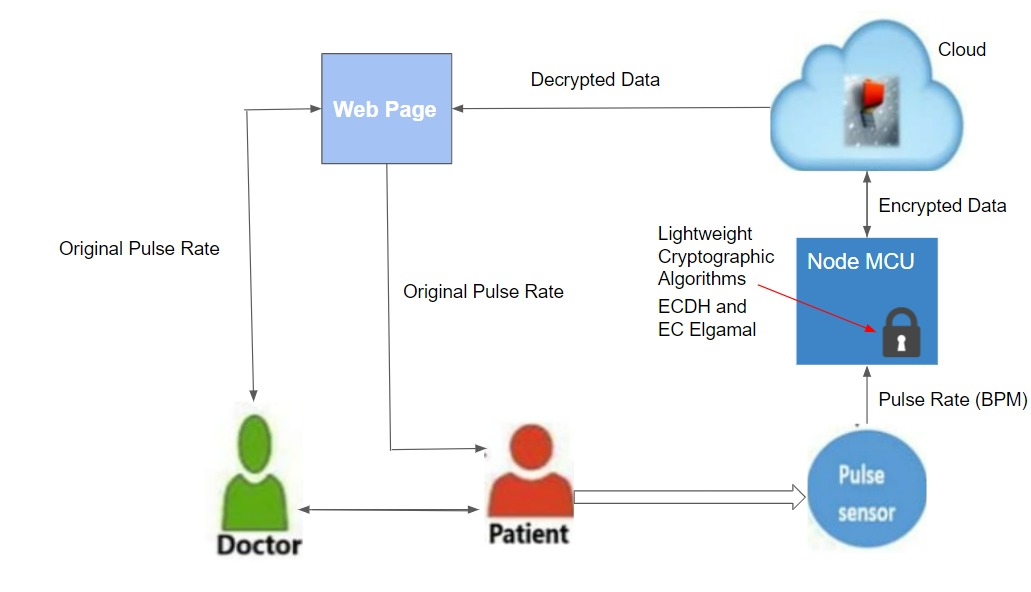 Cloud
Decrypted Data
Web Page
Encrypted Data
Lightweight
Cryptographic
Algorithms
ECDH and
EC Elgamal
Node MCU
Original Pulse Rate
Original Pulse Rate
Pulse Rate (BPM)
Pulse
sensor
Doctor
Patient